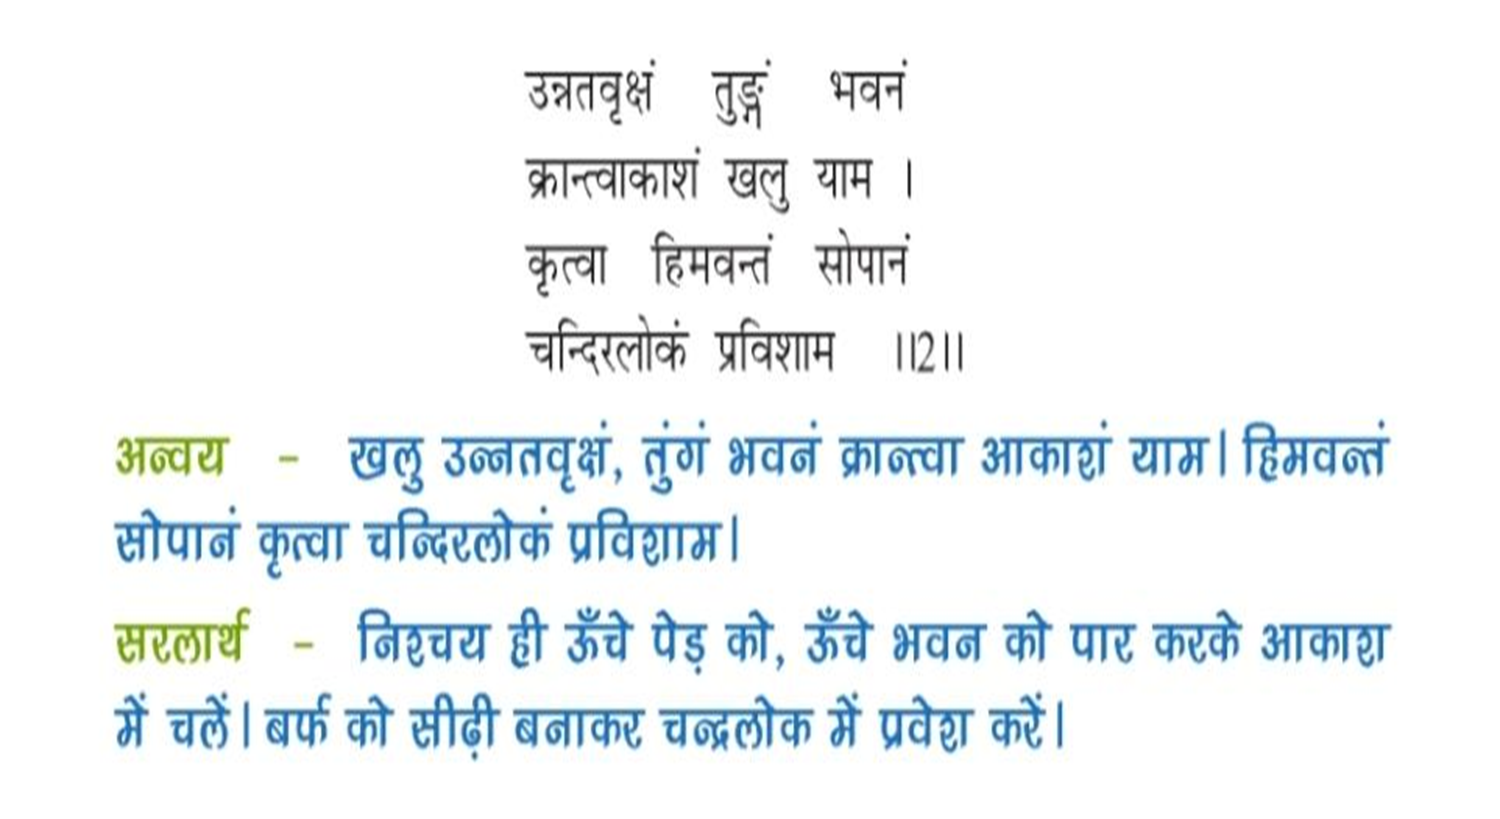 उन्नतवृक्षं तुङ्गं भवनं
क्रान्त्वाकाशं खलु याम ।
कृत्वा हिमवन्तं सोपानं
चन्दिरलोकं प्रविशाम ।।2।।
अन्वय - खलु उन्नतवृक्षं, तुंगं भवनं क्रान्त्वा आकाशं याम। हिमवन्तं
सोपानं कृत्वा चन्दिरलोकं प्रविशाम।
सरलार्थ - निश्चय ही ऊँचे पेड़ को, ऊँचे भवन को पार करके आकाश
में चलें। बर्फ को सीढ़ी बनाकर चन्द्रलोक में प्रवेश करें।